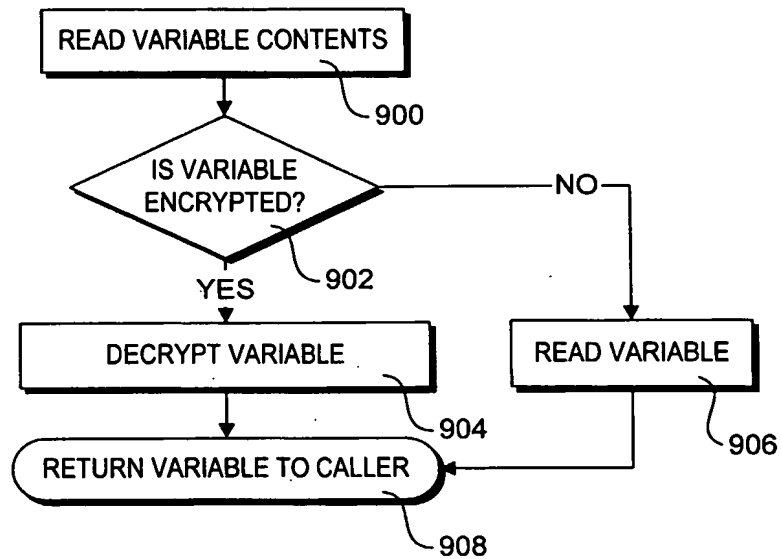 READ VARIABLE CONTENTS
900
IS VARIABLE
ENCRYPTED?
902
NO
YES
DECRYPT VARIABLE
904
READ VARIABLE
906
RETURN VARIABLE TO CALLER
908